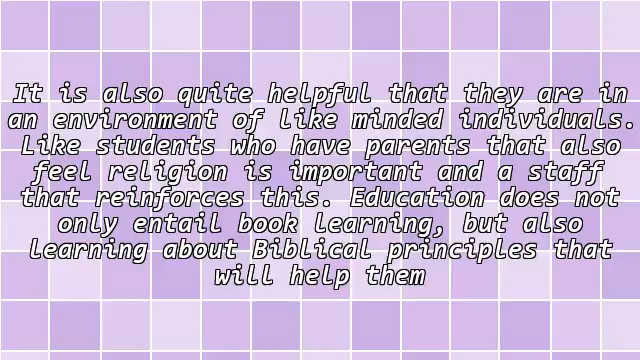 It is also quite helpful that they are in
an environment of like minded individuals.
Like students who have parents that also
feel religion is important and a staff
that reinforces this. Education does not
only entail book learning, but also
learning about Biblical principles that
will help them